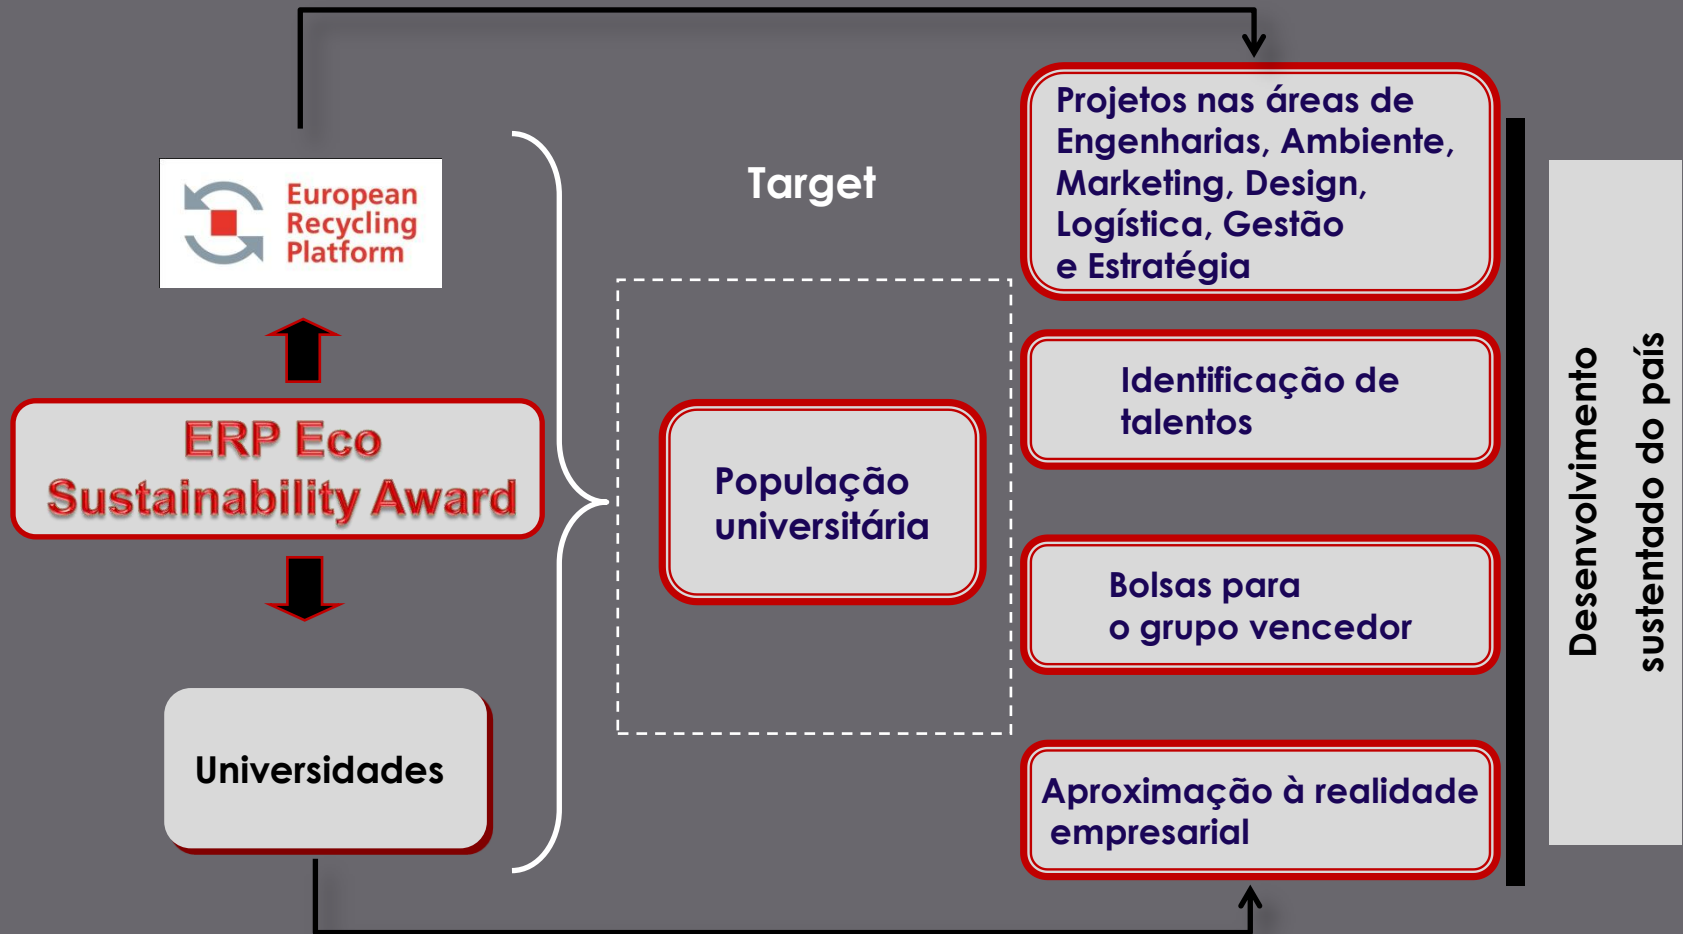 European
Recycling
Platform
ERP Eco
Sustainability Award
Universidades
Target
População
universitária
Projetos nas áreas de
Engenharias, Ambiente,
Marketing, Design,
Logística, Gestão
e Estratégia
Identificação de
talentos
Bolsas para
o grupo vencedor
Aproximação à realidade
empresarial
Desenvolvimento
sustentado do país